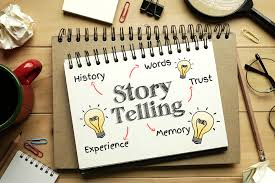 Words
History
Trust
Story
Telling
Experience
Memory